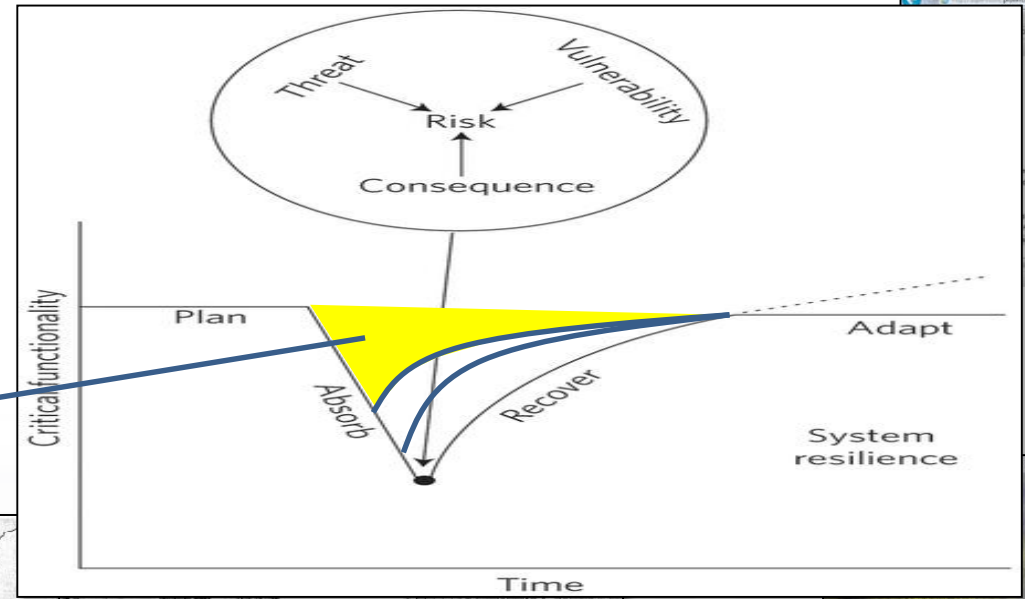 Threat
Vulnerability
Risk
Consequence
Critical functionality
Plan
Absorb
Recover
Adapt
System
resilience
Time